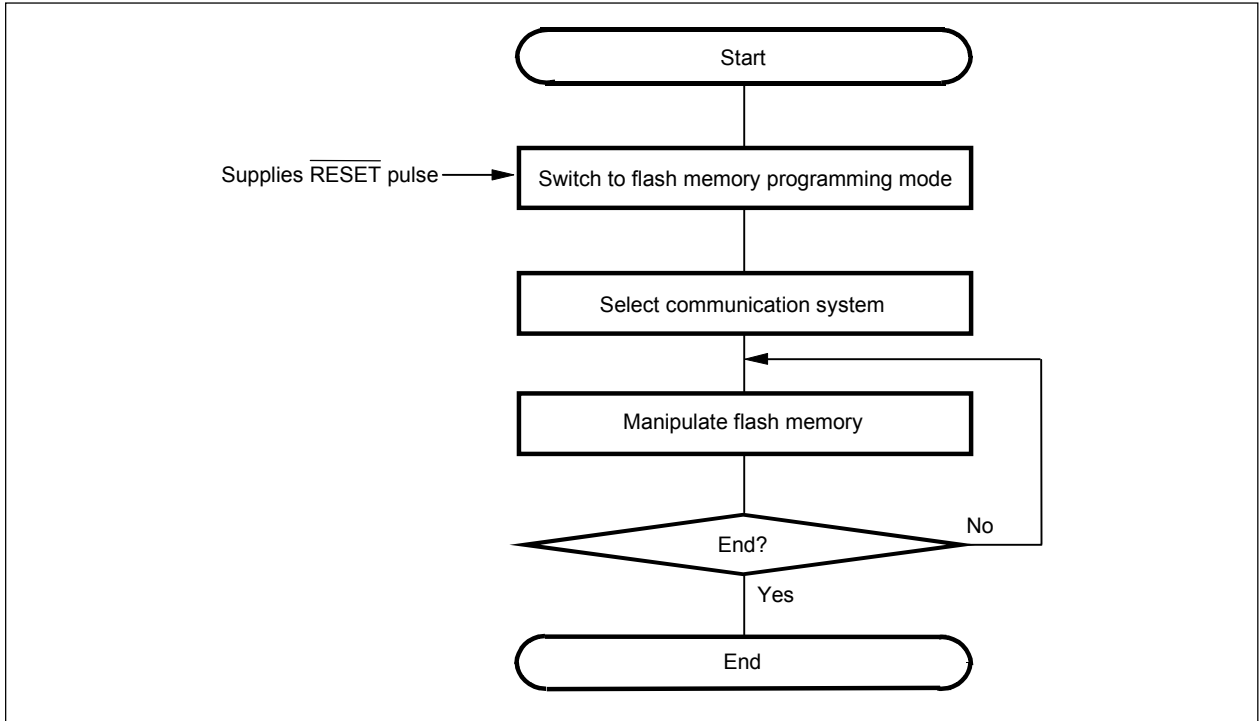 Start
Supplies RESET pulse
Switch to flash memory programming mode
Select communication system
Manipulate flash memory
End?
No
Yes
End